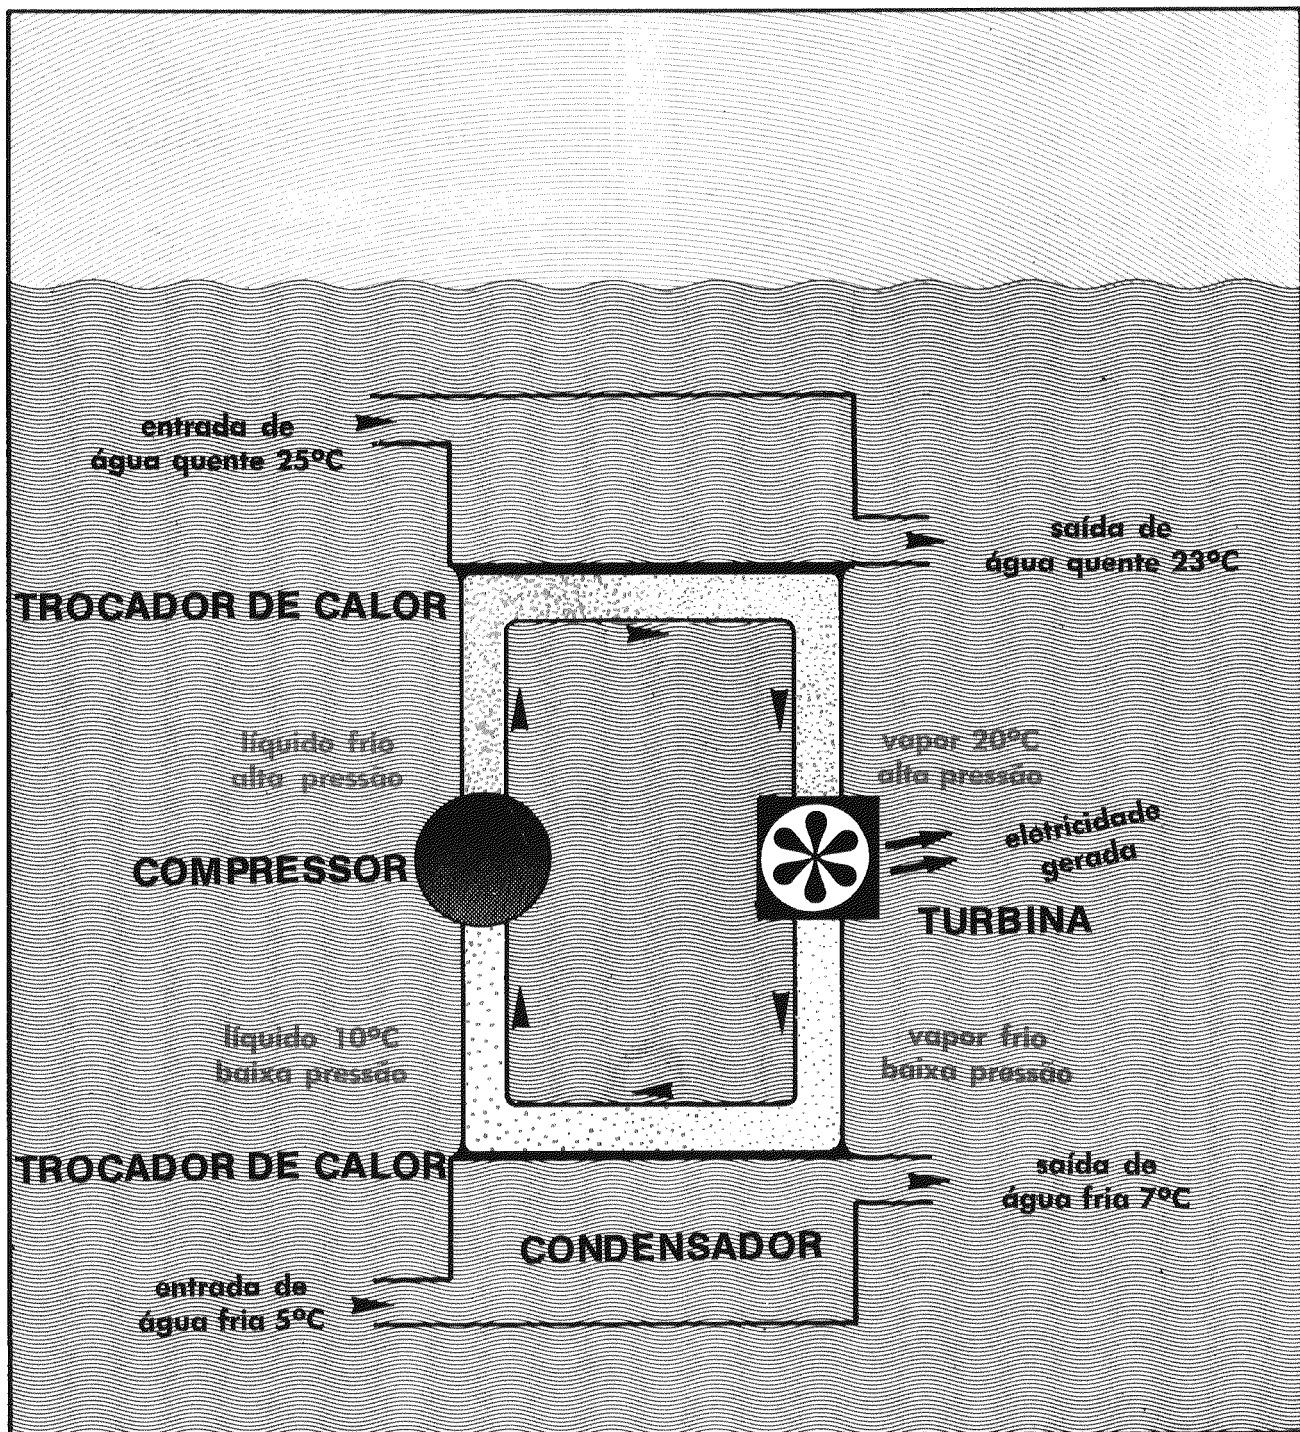 entrada de
água quente 25ºC
saída de
água quente 23ºC
TROCADOR DE CALOR
líquido frio
alta pressão
vapor 20ºC
alta pressão
eletricidade
gerada
COMPRESSOR
TURBINA
líquido 10ºC
baixa pressão
vapor frio
baixa pressão
TROCADOR DE CALOR
saída de
água fria 7ºC
CONDENSADOR
entrada de
água fria 5ºC